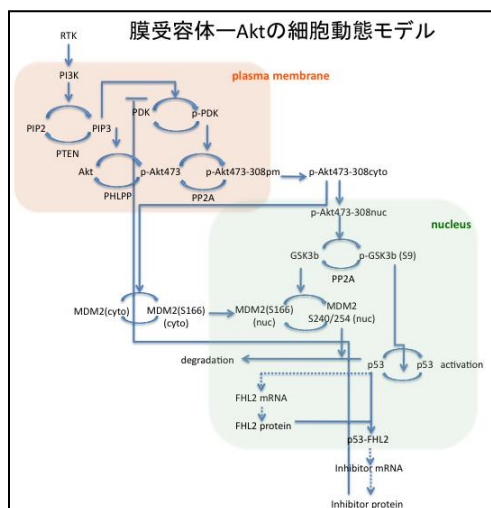 膜受容体ーAktの細胞動態モデル
RTK
plasma membrane
PI3K
PDK
p-PDK
PIP2
PIP3
PTEN
Akt
p-Akt473
p-Akt473-308pm
p-Akt473-308cyto
PHLPP
PP2A
p-Akt473-308nuc
nucleus
GSK3b
p-GSK3b (S9)
PP2A
MDM2(cyto)
MDM2(S166)
(cyto)
MDM2(S166)
(nuc)
MDM2
S240/254 (nuc)
degradation
p53
p53
activation
FHL2 mRNA
FHL2 protein
p53-FHL2
Inhibitor mRNA
Inhibitor protein